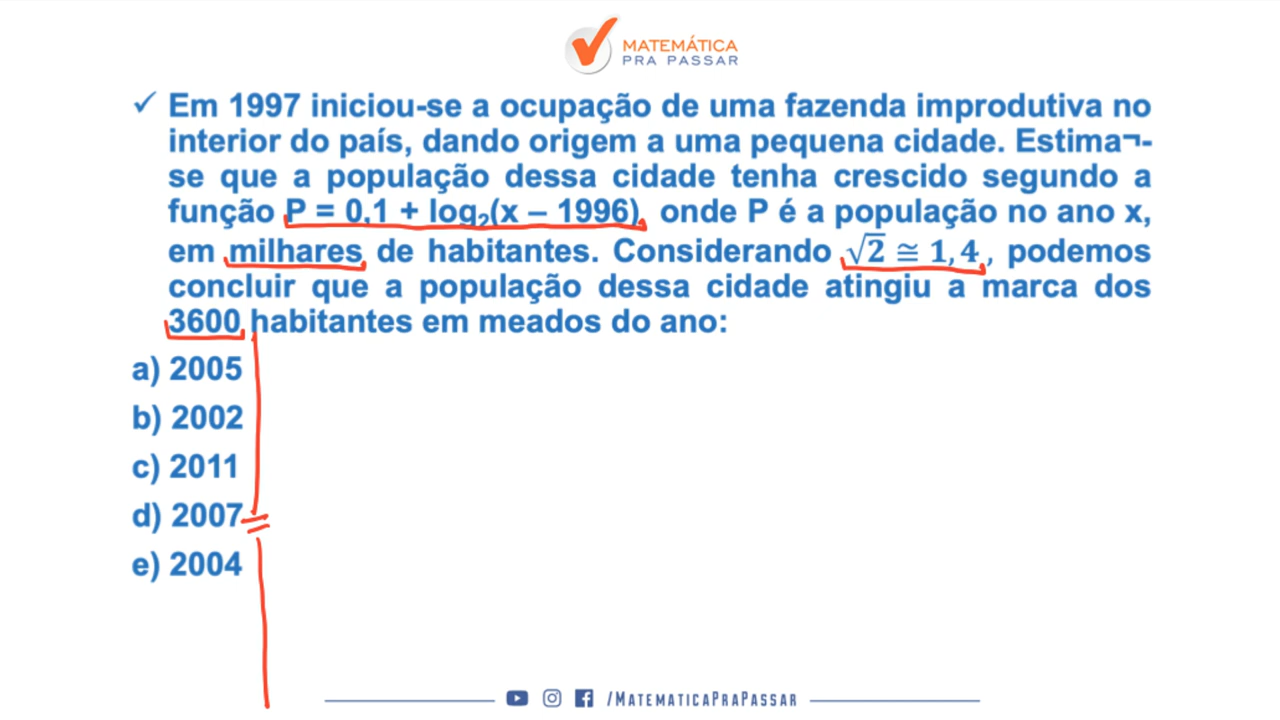 MATEMÁTICA
PRA PASSAR
✓ Em 1997 iniciou-se a ocupação de uma fazenda improdutiva no
interior do país, dando origem a uma pequena cidade. Estima¬-
se que a população dessa cidade tenha crescido segundo a
função P = 0,1 + log₂(x – 1996), onde P é a população no ano x,
em milhares de habitantes. Considerando √2 ≅ 1,4, podemos
concluir que a população dessa cidade atingiu a marca dos
3600 habitantes em meados do ano:
a) 2005
b) 2002
c) 2011
d) 2007
e) 2004
/MATEMATICAPRAPASSAR